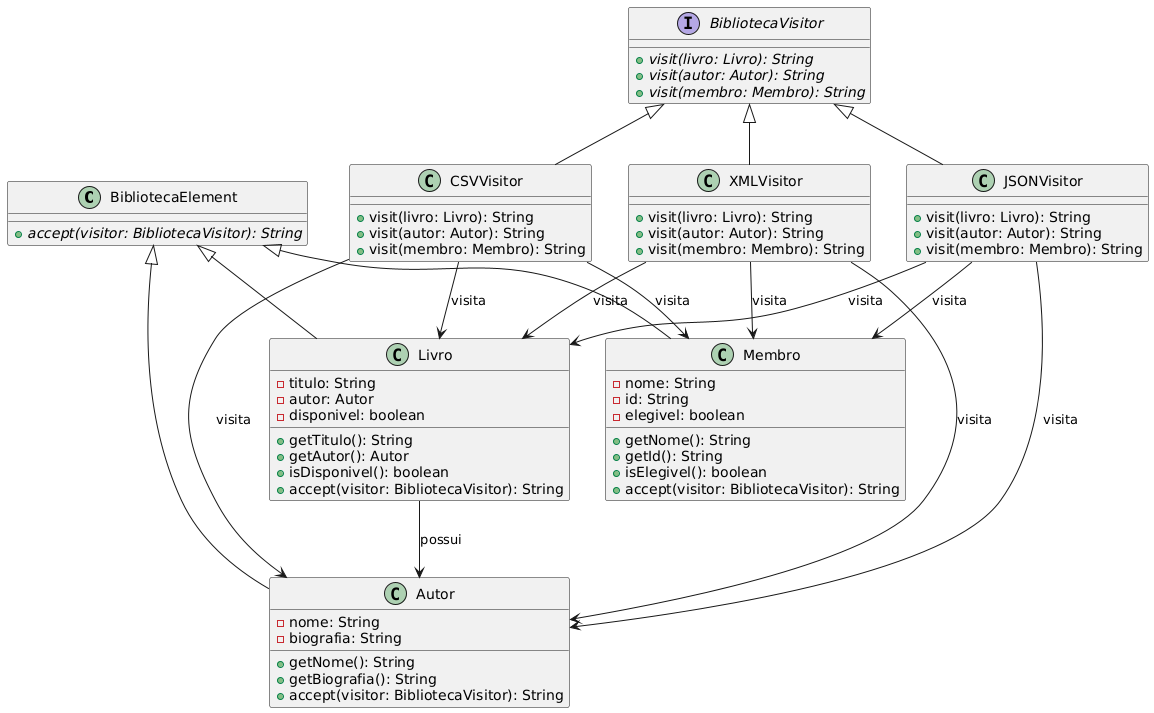 I BibliotecaVisitor
visit(livro: Livro): String
visit(autor: Autor): String
visit(membro: Membro): String
C BibliotecaElement
accept(visitor: BibliotecaVisitor): String
C CSVVisitor
visit(livro: Livro): String
visit(autor: Autor): String
visit(membro: Membro): String
C XMLVisitor
visit(livro: Livro): String
visit(autor: Autor): String
visit(membro: Membro): String
C JSONVisitor
visit(livro: Livro): String
visit(autor: Autor): String
visit(membro: Membro): String
visita
visita
visita
visita
visita
visita
C Livro
titulo: String
autor: Autor
disponivel: boolean
getTitulo(): String
getAutor(): Autor
isDisponivel(): boolean
accept(visitor: BibliotecaVisitor): String
C Membro
nome: String
id: String
elegivel: boolean
getNome(): String
getId(): String
isElegivel(): boolean
accept(visitor: BibliotecaVisitor): String
visita
visita
visita
possui
C Autor
nome: String
biografia: String
getNome(): String
getBiografia(): String
accept(visitor: BibliotecaVisitor): String